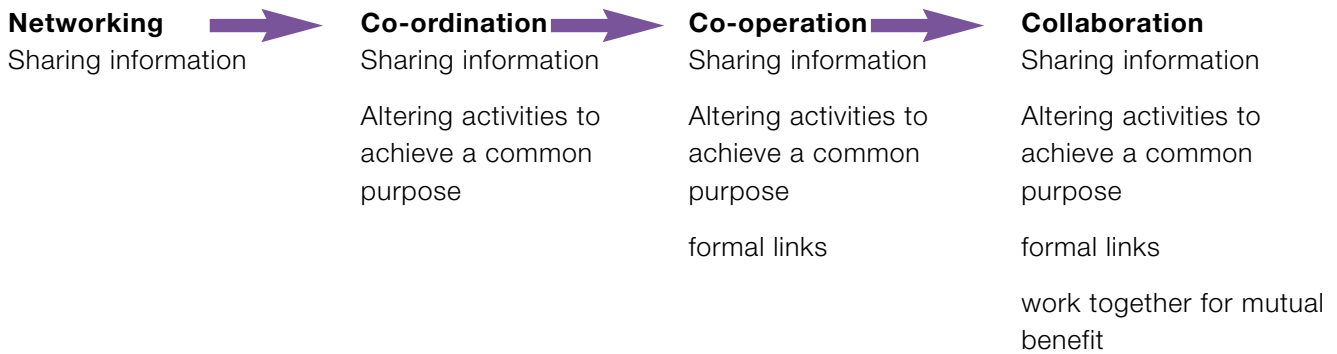 Networking
Sharing information
Co-ordination
Sharing information
Altering activities to
achieve a common
purpose
Co-operation
Sharing information
Altering activities to
achieve a common
purpose
formal links
Collaboration
Sharing information
Altering activities to
achieve a common
purpose
formal links
work together for mutual
benefit